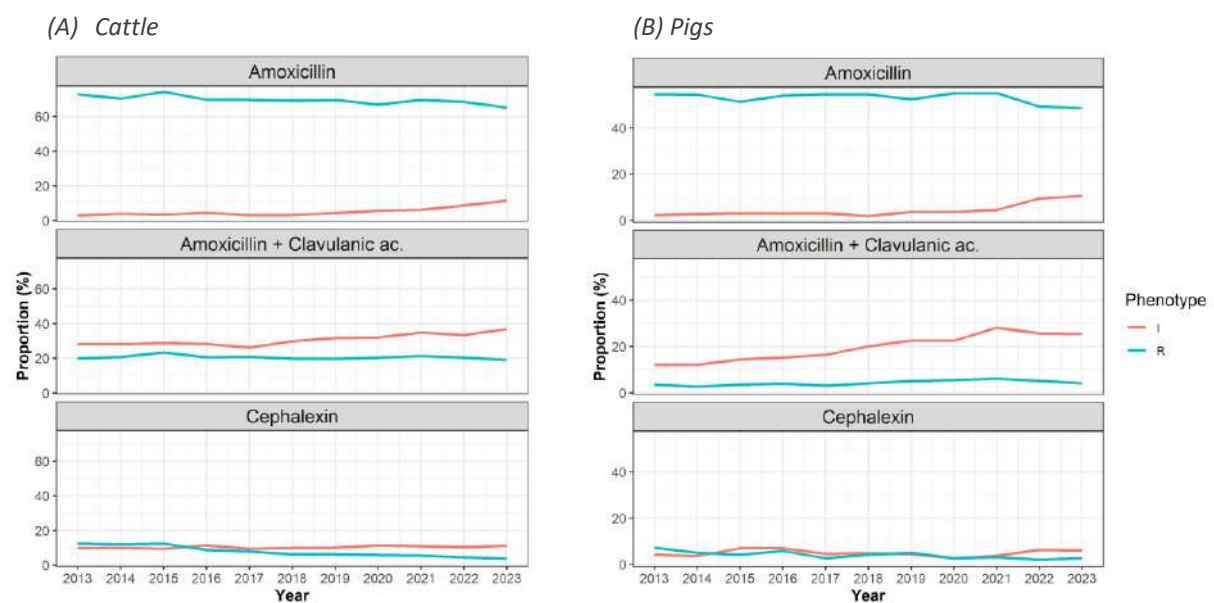 (A) Cattle
(B) Pigs
Amoxicillin
60
40
20
0
Amoxicillin + Clavulanic ac.
60
40
20
0
Cephalexin
60
40
20
0
Proportion (%)
2013 2014 2015 2016 2017 2018 2019 2020 2021 2022 2023
Year
Amoxicillin
40
20
0
Amoxicillin + Clavulanic ac.
40
20
0
Cephalexin
40
20
0
Proportion (%)
2013 2014 2015 2016 2017 2018 2019 2020 2021 2022 2023
Year
Phenotype
I
R